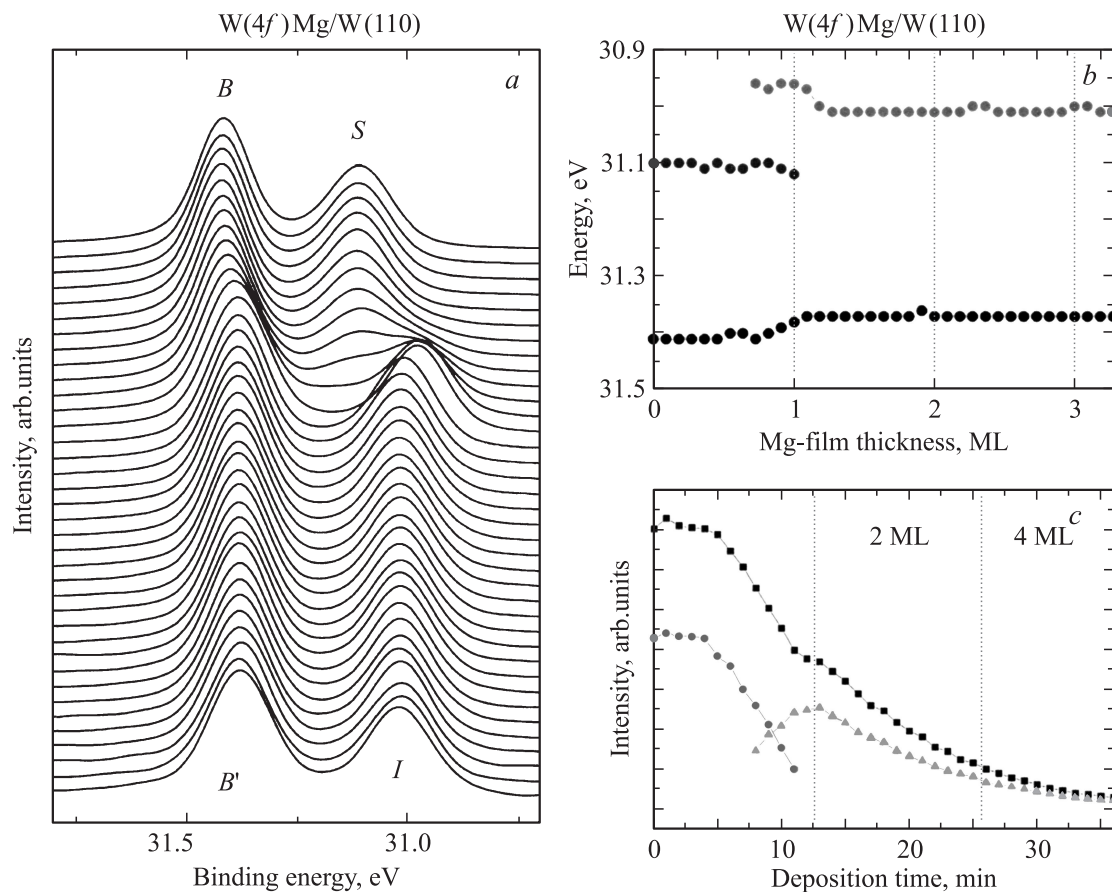 W(4f)Mg/W(110)
a
B
S
B'
I
Intensity, arb.units
31.5
31.0
Binding energy, eV
W(4f)Mg/W(110)
b
30.9
31.1
31.3
31.5
Energy, eV
0
1
2
3
Mg-film thickness, ML
c
2 ML
4 ML
Intensity, arb.units
0
10
20
30
Deposition time, min